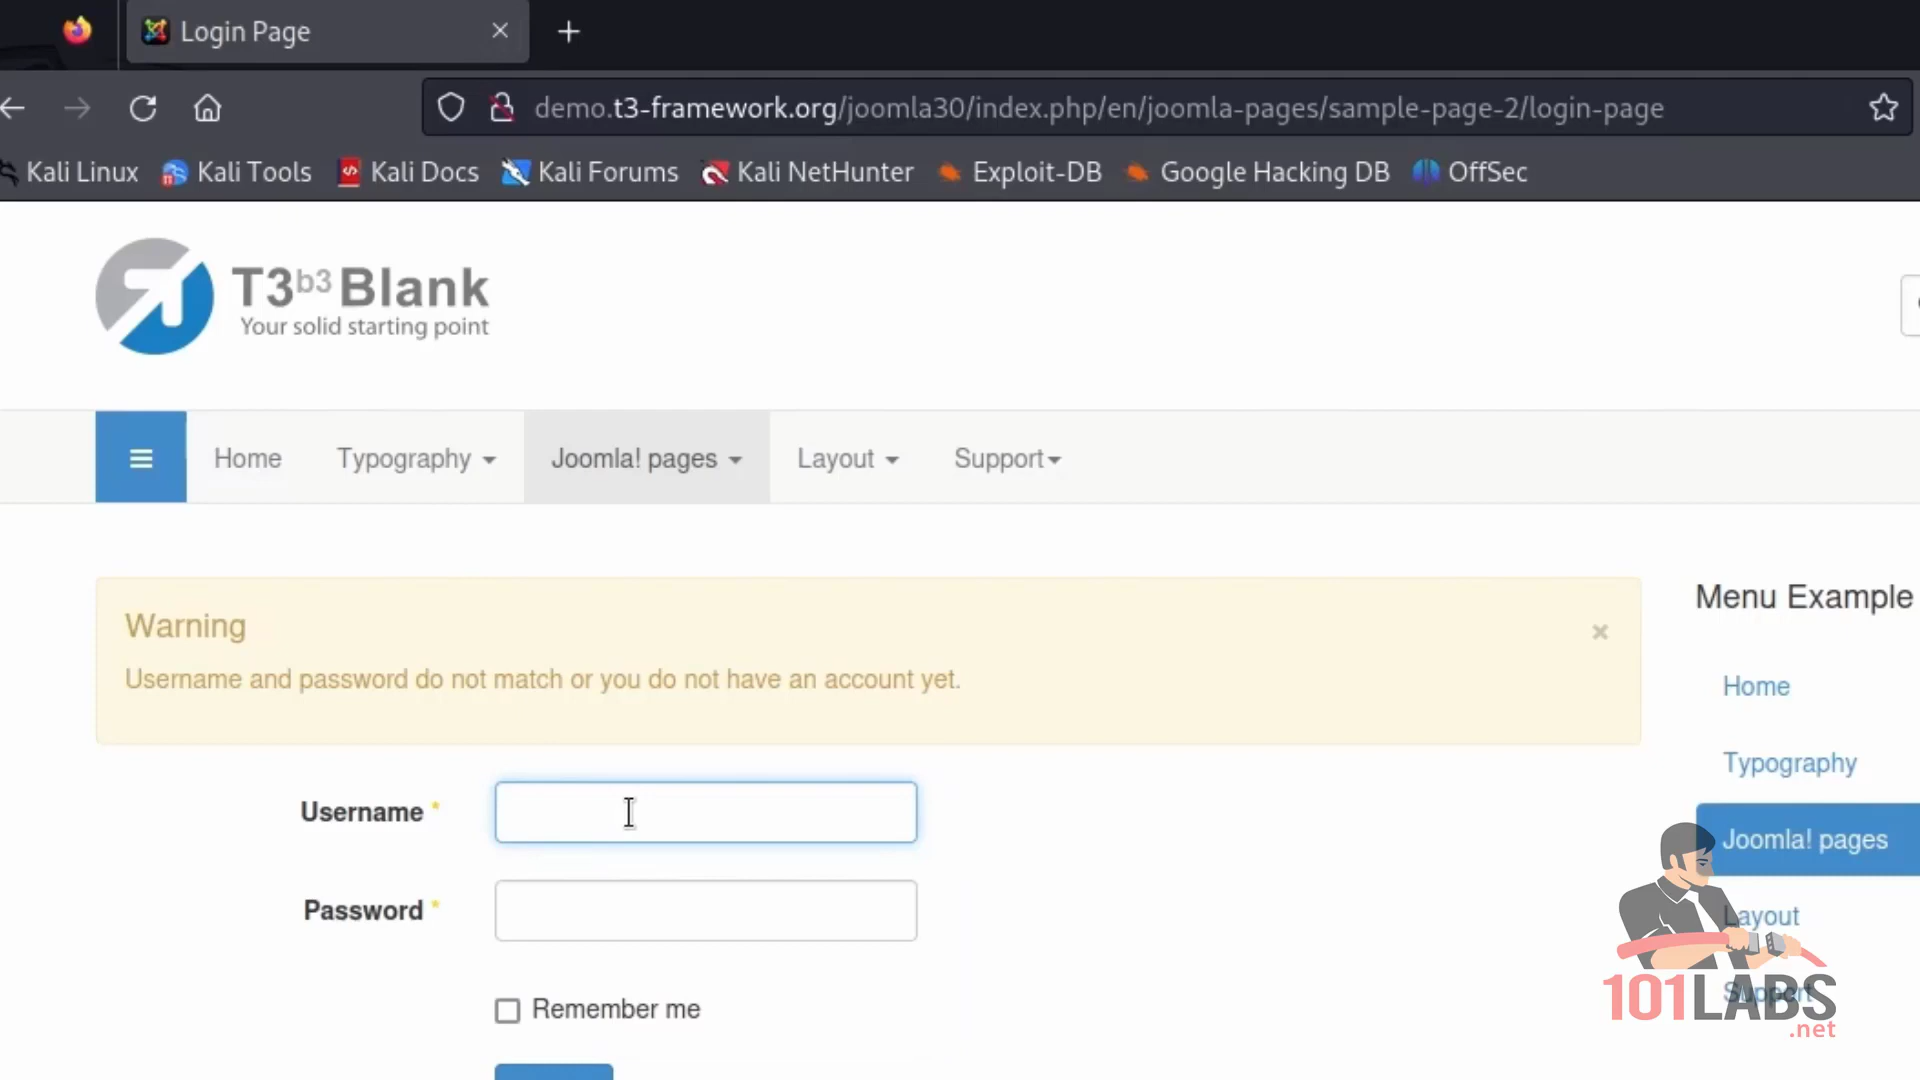 Login Page
demo.t3-framework.org/joomla30/index.php/en/joomla-pages/sample-page-2/login-page
Kali Linux Kali Tools Kali Docs Kali Forums Kali NetHunter Exploit-DB Google Hacking DB OffSec
T3b3 Blank
Your solid starting point
Home Typography Joomla! pages Layout Support
Warning
Username and password do not match or you do not have an account yet.
Username *
Password *
Remember me
Menu Example
Home
Typography
Joomla! pages
Layout
Support
101LABS
.net